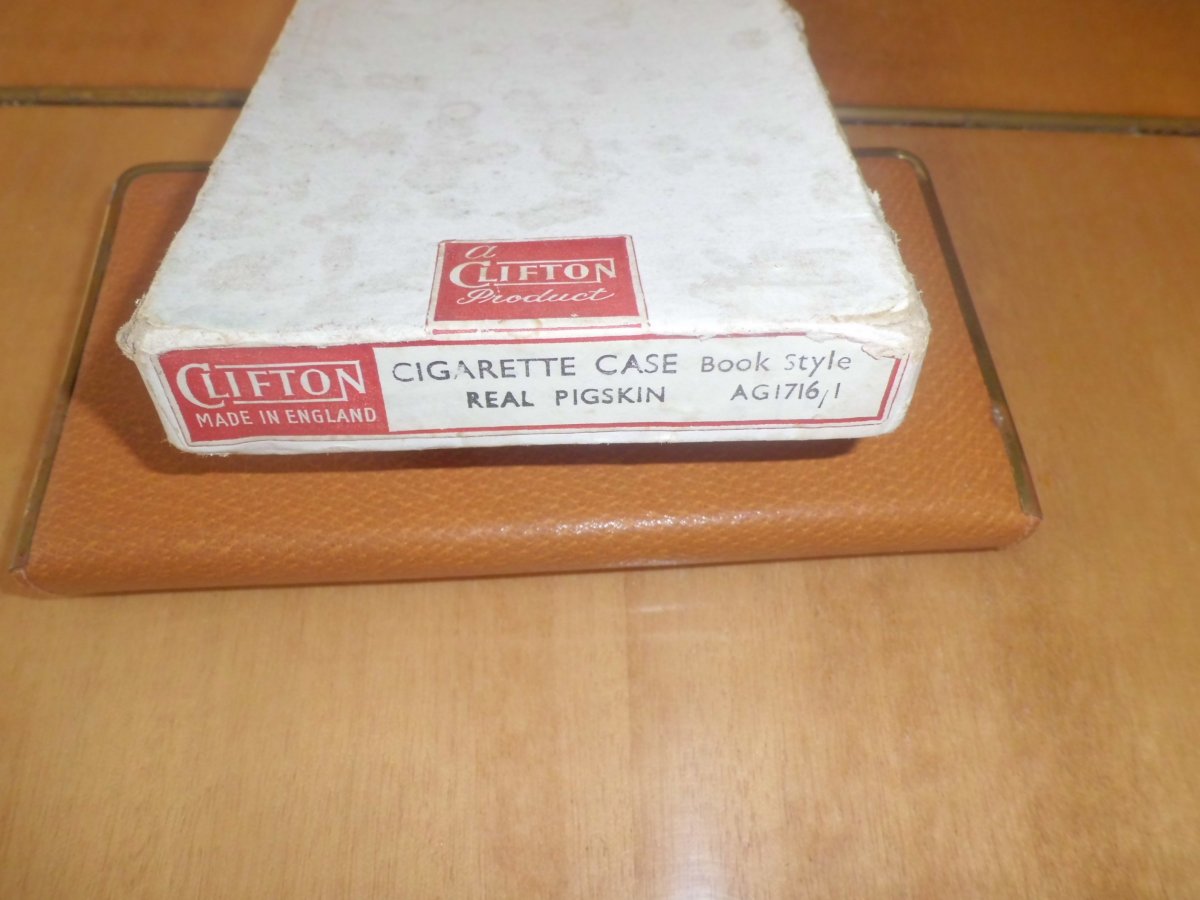 A
CLIFTON
Product
CLIFTON
MADE IN ENGLAND
CIGARETTE CASE Book Style
REAL PIGSKIN AG1716/1